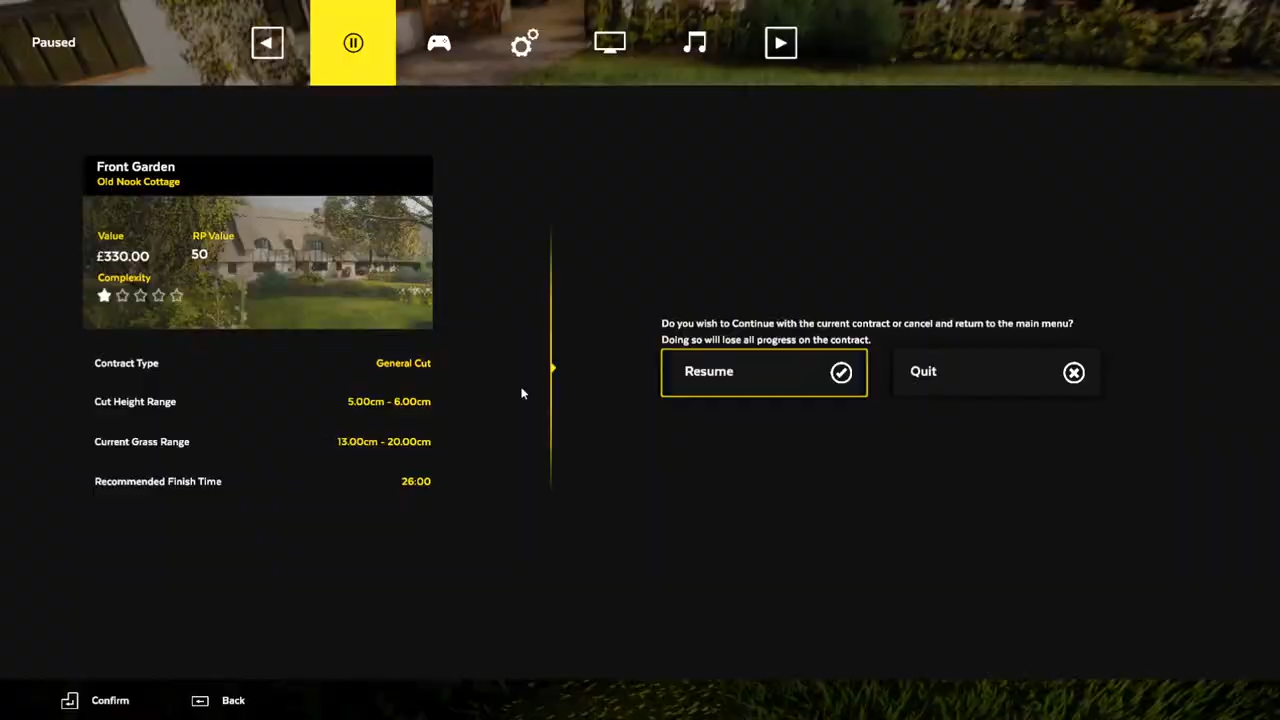 Paused
Front Garden
Old Nook Cottage
Value RP Value
£330.00 50
Complexity
Contract Type General Cut
Cut Height Range 5.00cm - 6.00cm
Current Grass Range 13.00cm - 20.00cm
Recommended Finish Time 26:00
Do you wish to Continue with the current contract or cancel and return to the main menu?
Doing so will lose all progress on the contract.
Resume Quit
Confirm Back